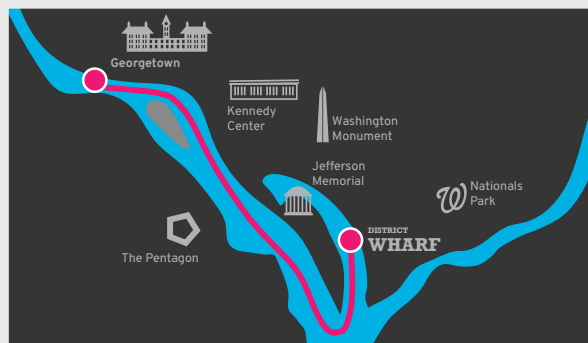 Georgetown
Kennedy
Center
Washington
Monument
Jefferson
Memorial
W Nationals
Park
DISTRICT
WHARF
The Pentagon